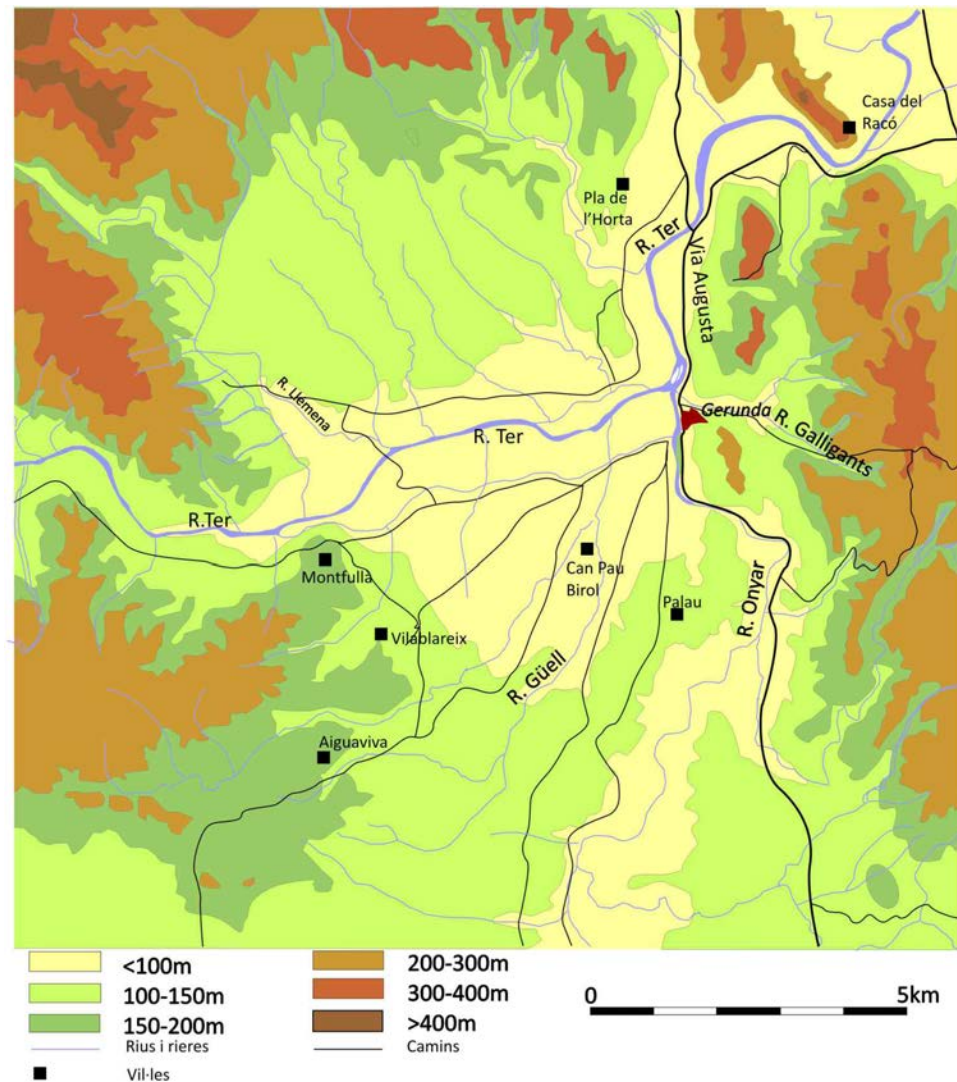 Casa del
Racó
Pla de
l'Horta
R. Ter
Via Augusta
R. Llemena
Gerunda
R. Galligants
R. Ter
R.Ter
Montfullà
Can Pau
Birol
Palau
R. Onyar
Vilablareix
R. Güell
Aiguaviva
<100m
200-300m
100-150m
300-400m
0
5km
150-200m
>400m
Rius i rieres
Camins
Vil·les